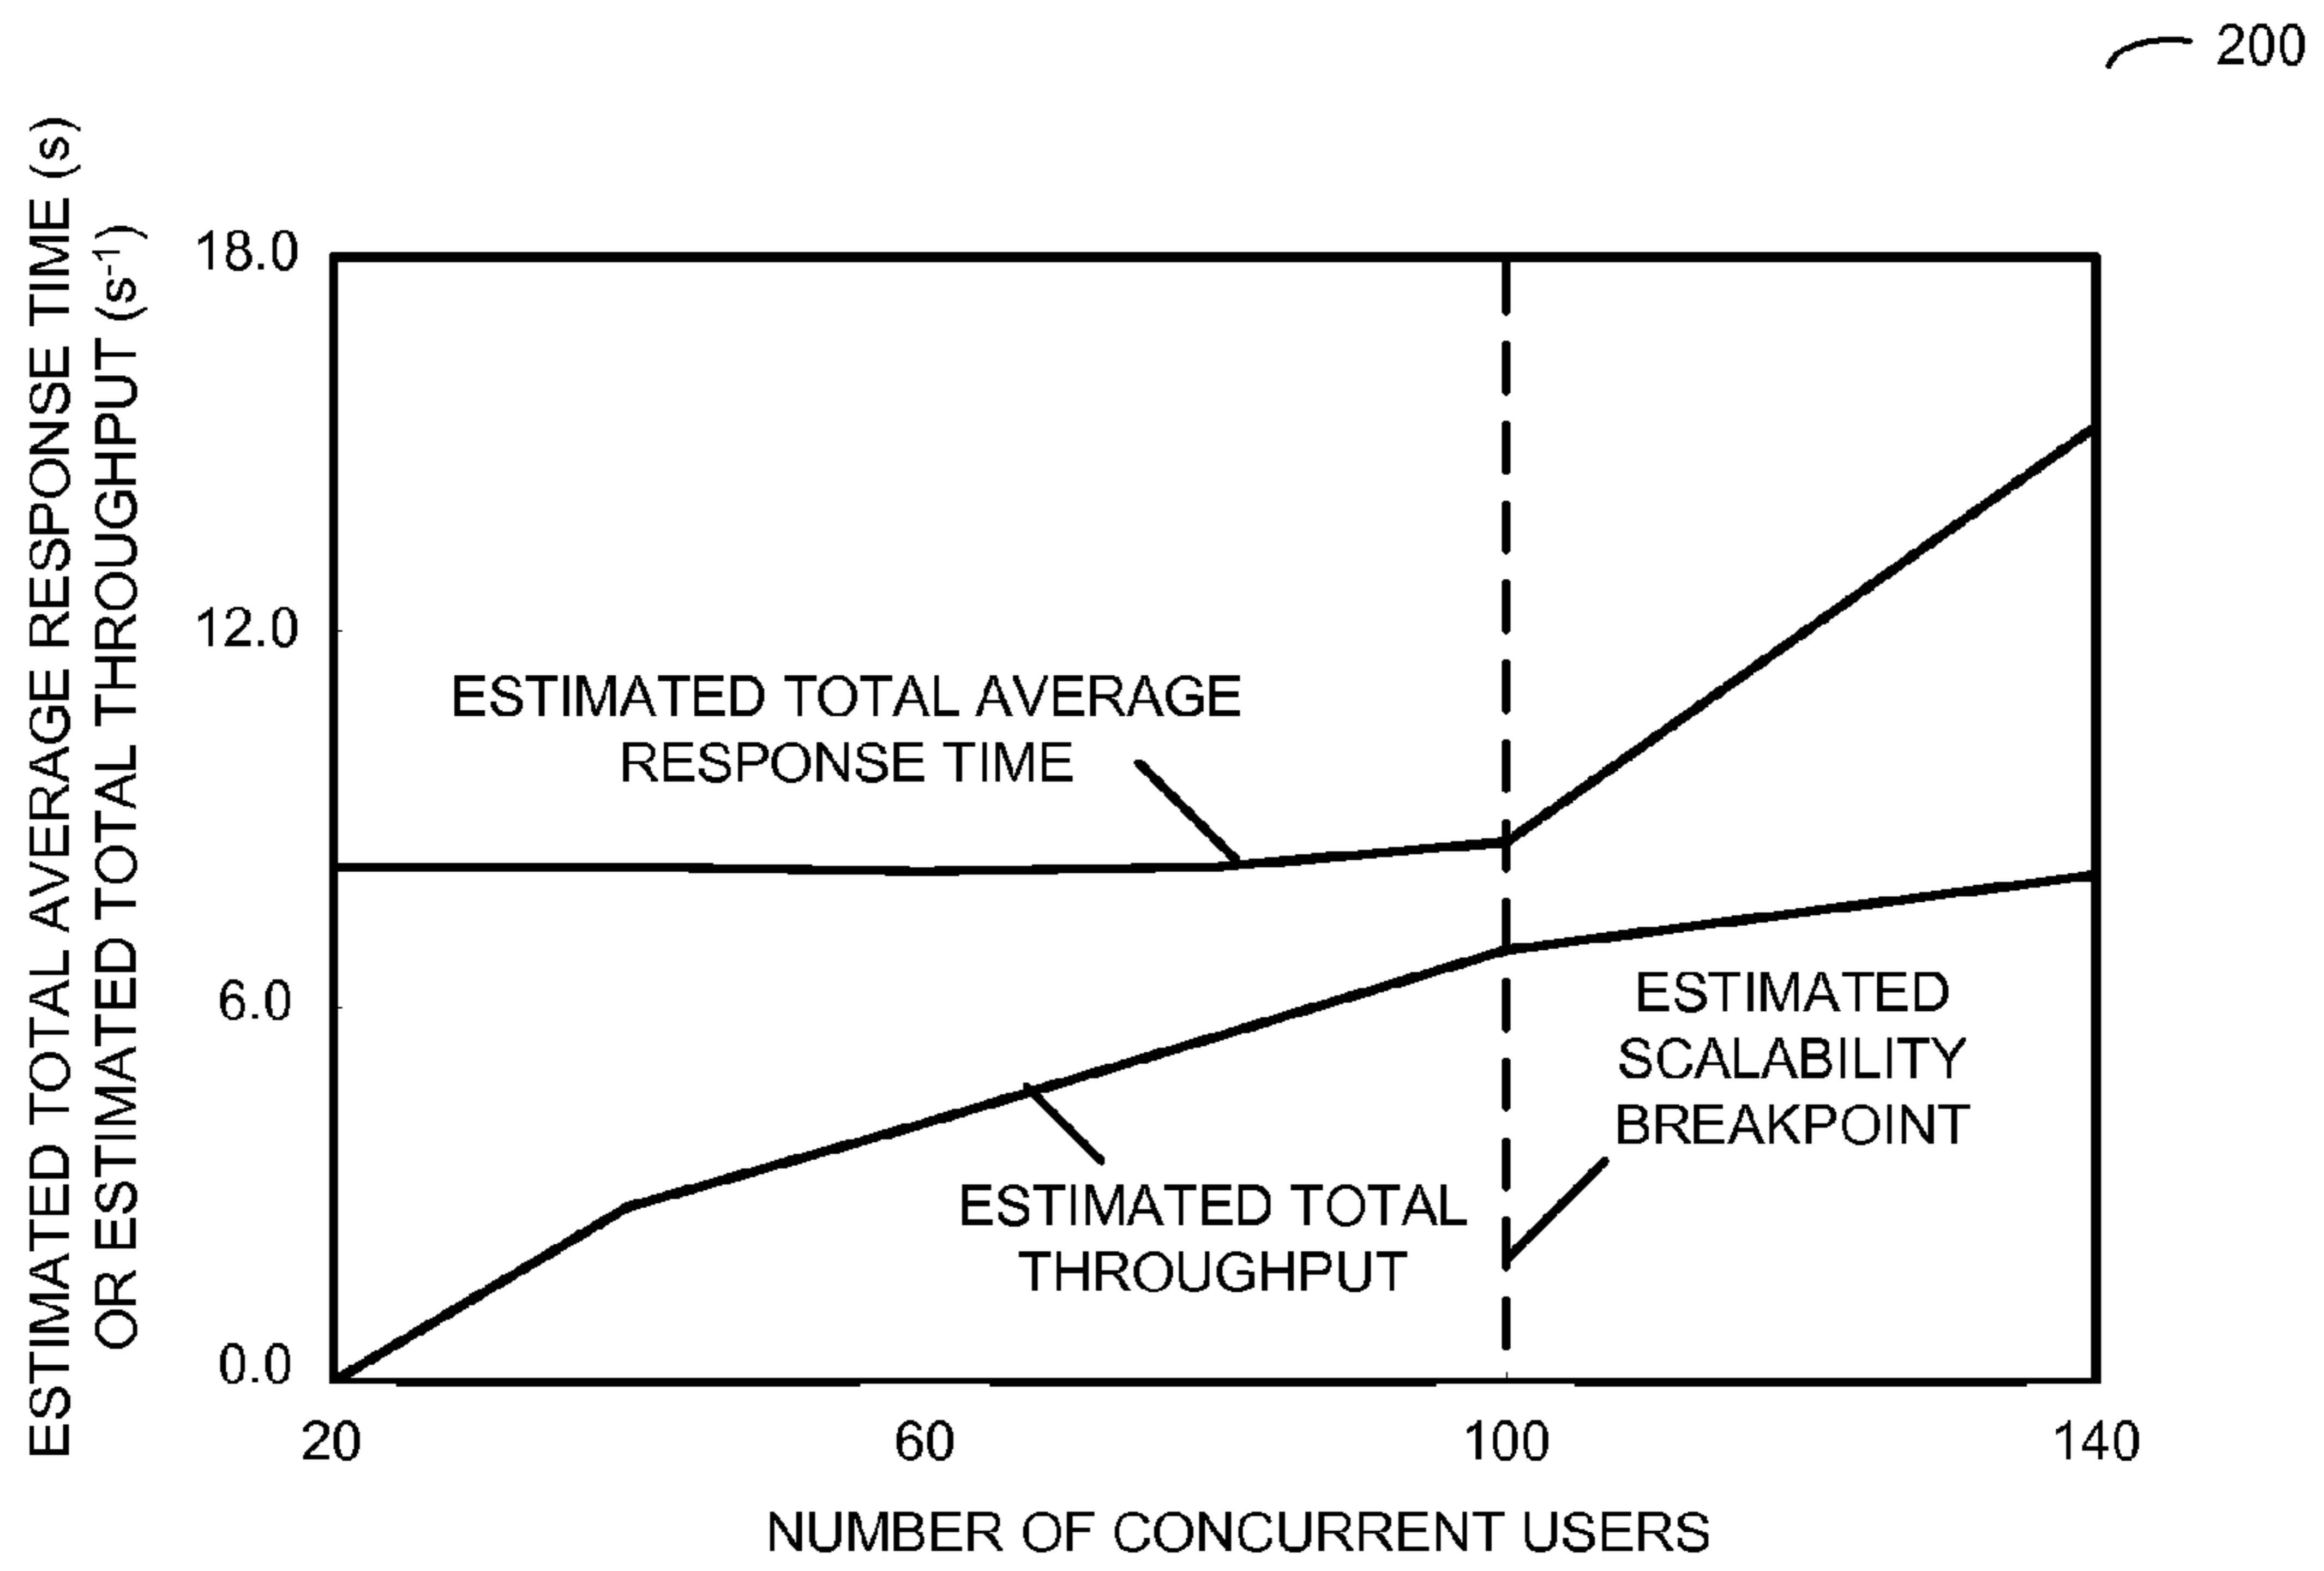 200
ESTIMATED TOTAL AVERAGE RESPONSE TIME (s)
OR ESTIMATED TOTAL THROUGHPUT (s-1)
18.0
12.0
6.0
0.0
ESTIMATED TOTAL AVERAGE
RESPONSE TIME
ESTIMATED
SCALABILITY
BREAKPOINT
ESTIMATED TOTAL
THROUGHPUT
20
60
100
140
NUMBER OF CONCURRENT USERS